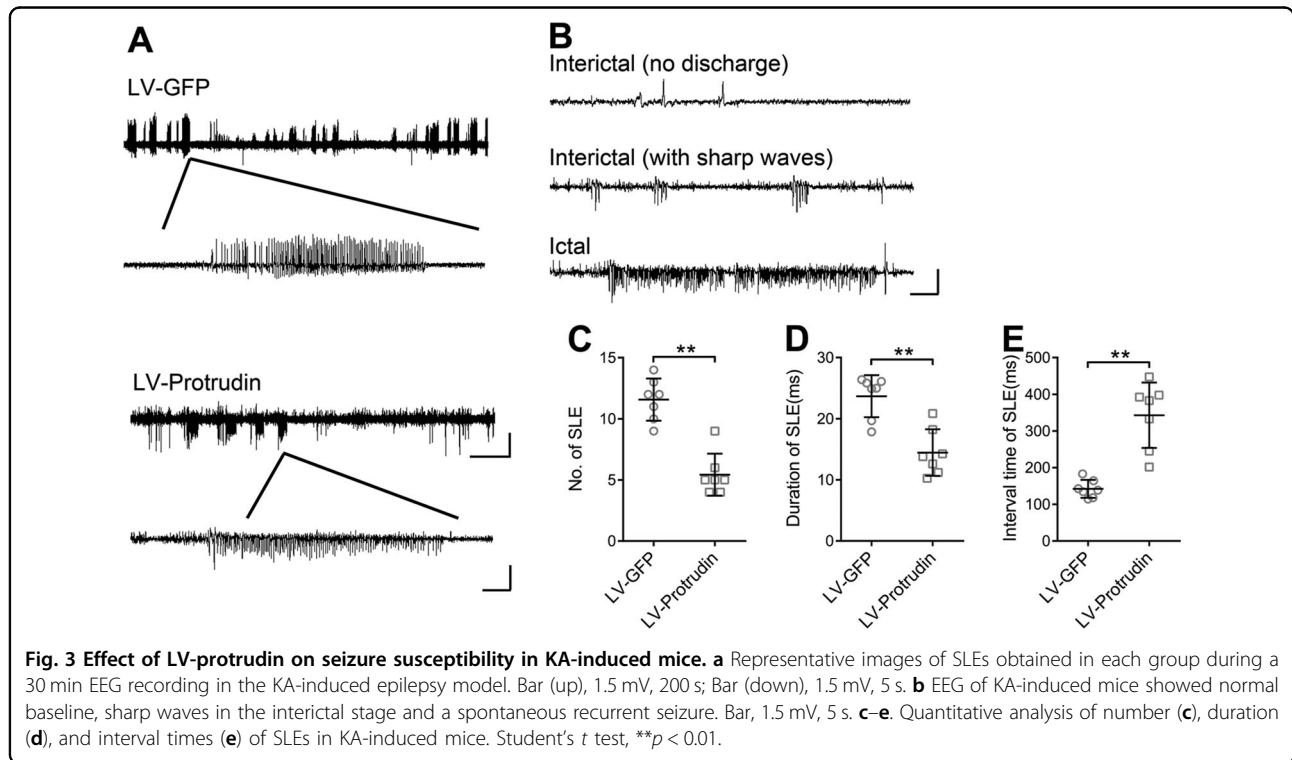 A
LV-GFP
LV-Protrudin
B
Interictal (no discharge)
Interictal (with sharp waves)
Ictal
C
**
No. of SLE
15
10
5
0
LV-GFP
LV-Protrudin
D
**
Duration of SLE(ms)
30
20
10
0
LV-GFP
LV-Protrudin
E
**
Interval time of SLE(ms)
500
400
300
200
100
0
LV-GFP
LV-Protrudin
Fig. 3 Effect of LV-protrudin on seizure susceptibility in KA-induced mice. a Representative images of SLEs obtained in each group during a
30 min EEG recording in the KA-induced epilepsy model. Bar (up), 1.5 mV, 200 s; Bar (down), 1.5 mV, 5 s. b EEG of KA-induced mice showed normal
baseline, sharp waves in the interictal stage and a spontaneous recurrent seizure. Bar, 1.5 mV, 5 s. c–e. Quantitative analysis of number (c), duration
(d), and interval times (e) of SLEs in KA-induced mice. Student's t test, **p < 0.01.